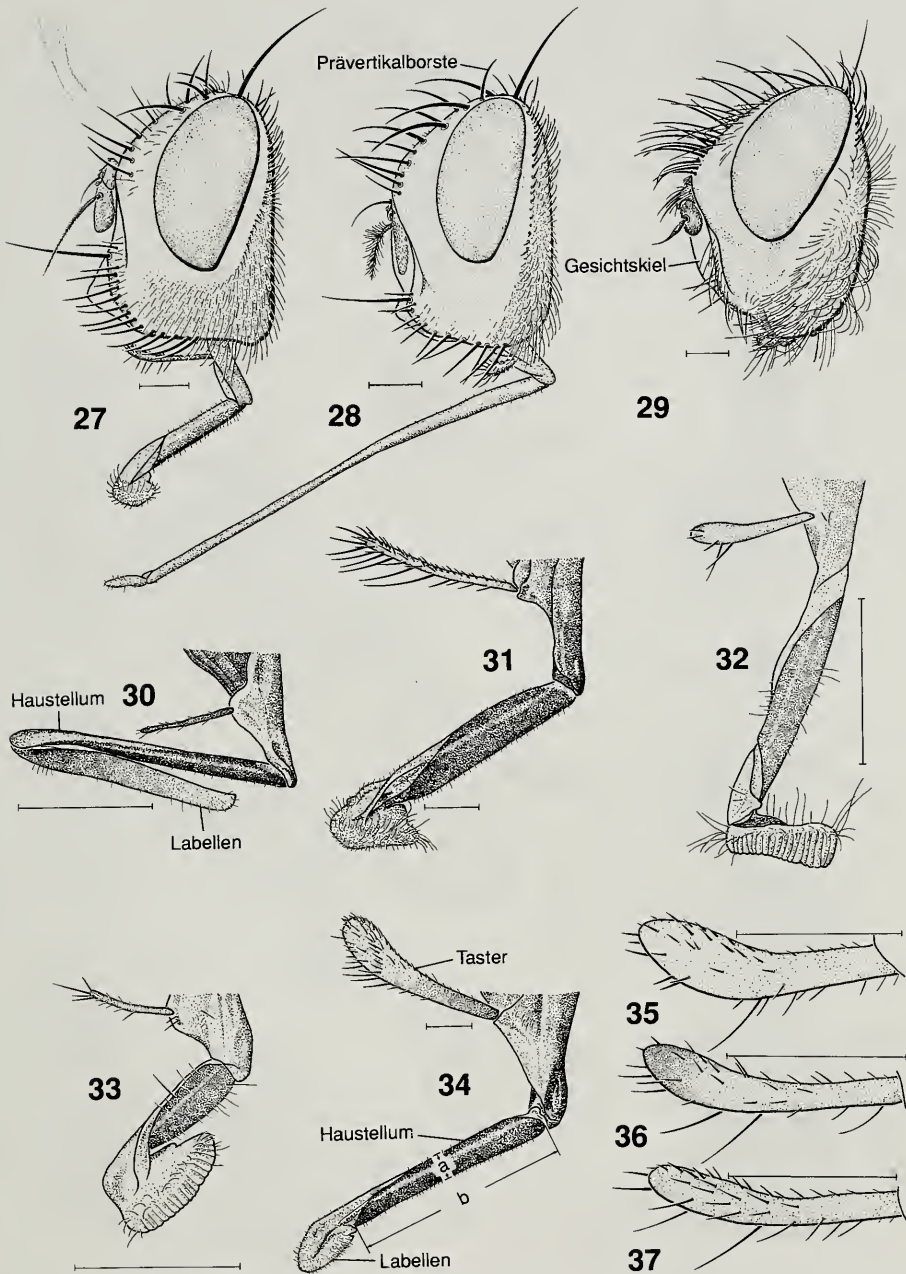 Prävertikalborste
Gesichtskiel
27
28
29
30
31
32
Haustellum
Labellen
33
34
Taster
Haustellum
a
b
Labellen
35
36
37